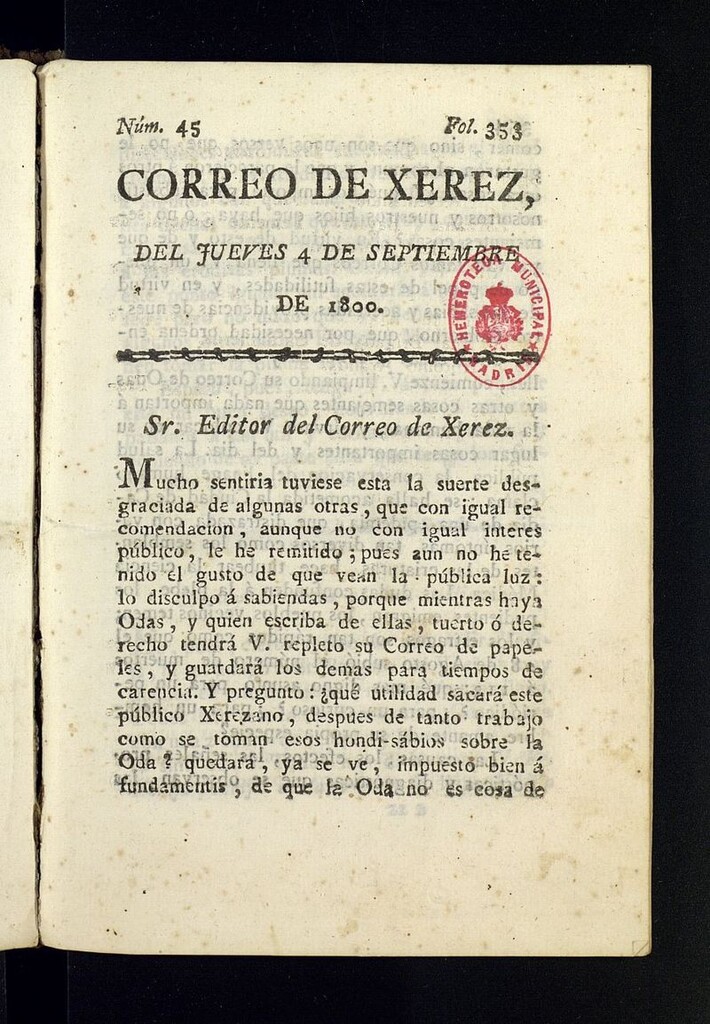 Núm. 45 Fol. 353
CORREO DE XEREZ,
DEL JUEVES 4 DE SEPTIEMBRE
DE 1800.
HEMEROTECA MUNICIPAL
MADRID
Sr. Editor del Correo de Xerez.
Mucho sentiria tuviese esta la suerte des-
graciada de algunas otras, que con igual re-
comendacion, aunque no con igual interes
público, le he remitido; pues aun no he te-
nido el gusto de que vean la pública luz:
lo disculpo á sabiendas, porque mientras haya
Odas, y quien escriba de ellas, tuerto ó de-
recho tendrá V. repleto su Correo de pape-
les, y guardará los demas para tiempos de
carencia. Y pregunto: ¿qué utilidad sacará este
público Xerezano, despues de tanto trabajo
como se toman esos hondi-sábios sobre la
Oda? quedará, ya se ve, impuesto bien á
fundamentis, de que la Oda no es cosa de